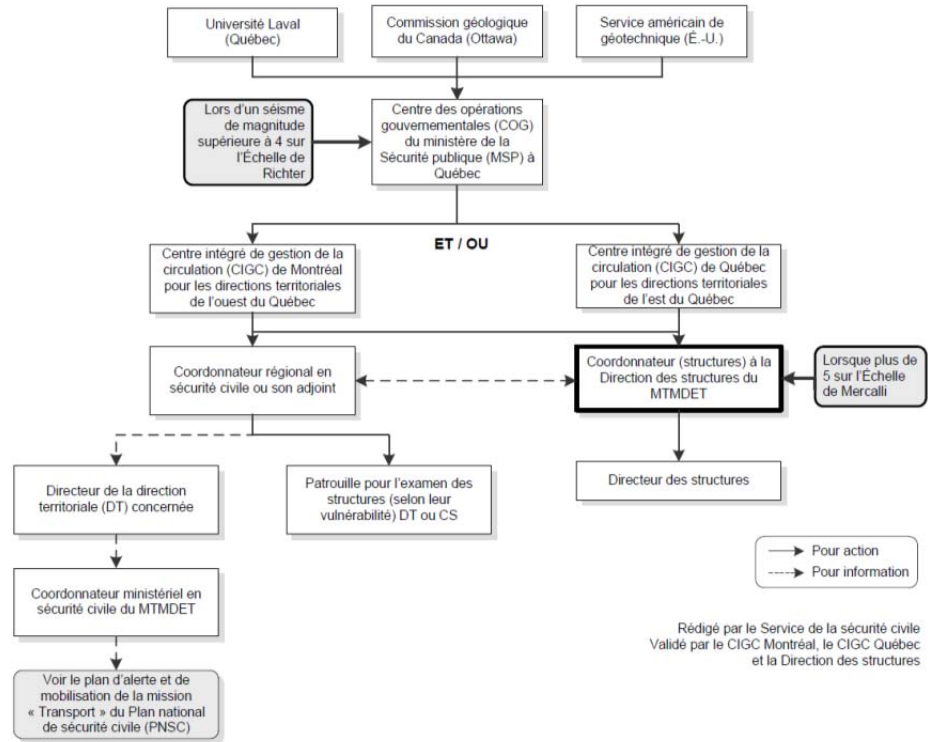 Université Laval
(Québec)
Commission géologique
du Canada (Ottawa)
Service américain de
géotechnique (É.-U.)
Lors d'un séisme
de magnitude
supérieure à 4 sur
l'Échelle de
Richter
Centre des opérations
gouvernementales (COG)
du ministère de la
Sécurité publique (MSP) à
Québec
ET / OU
Centre intégré de gestion de la
circulation (CIGC) de Montréal
pour les directions territoriales
de l'ouest du Québec
Centre intégré de gestion de la
circulation (CIGC) de Québec
pour les directions territoriales
de l'est du Québec
Coordonnateur régional en
sécurité civile ou son adjoint
Coordonnateur (structures) à la
Direction des structures du
MTMDET
Lorsque plus de
5 sur l'Échelle
de Mercalli
Directeur de la direction
territoriale (DT) concernée
Patrouille pour l'examen des
structures (selon leur
vulnérabilité) DT ou CS
Directeur des structures
Coordonnateur ministériel en
sécurité civile du MTMDET
Pour action
Pour information
Voir le plan d'alerte et de
mobilisation de la mission
« Transport » du Plan national
de sécurité civile (PNSC)
Rédigé par le Service de la sécurité civile
Validé par le CIGC Montréal, le CIGC Québec
et la Direction des structures